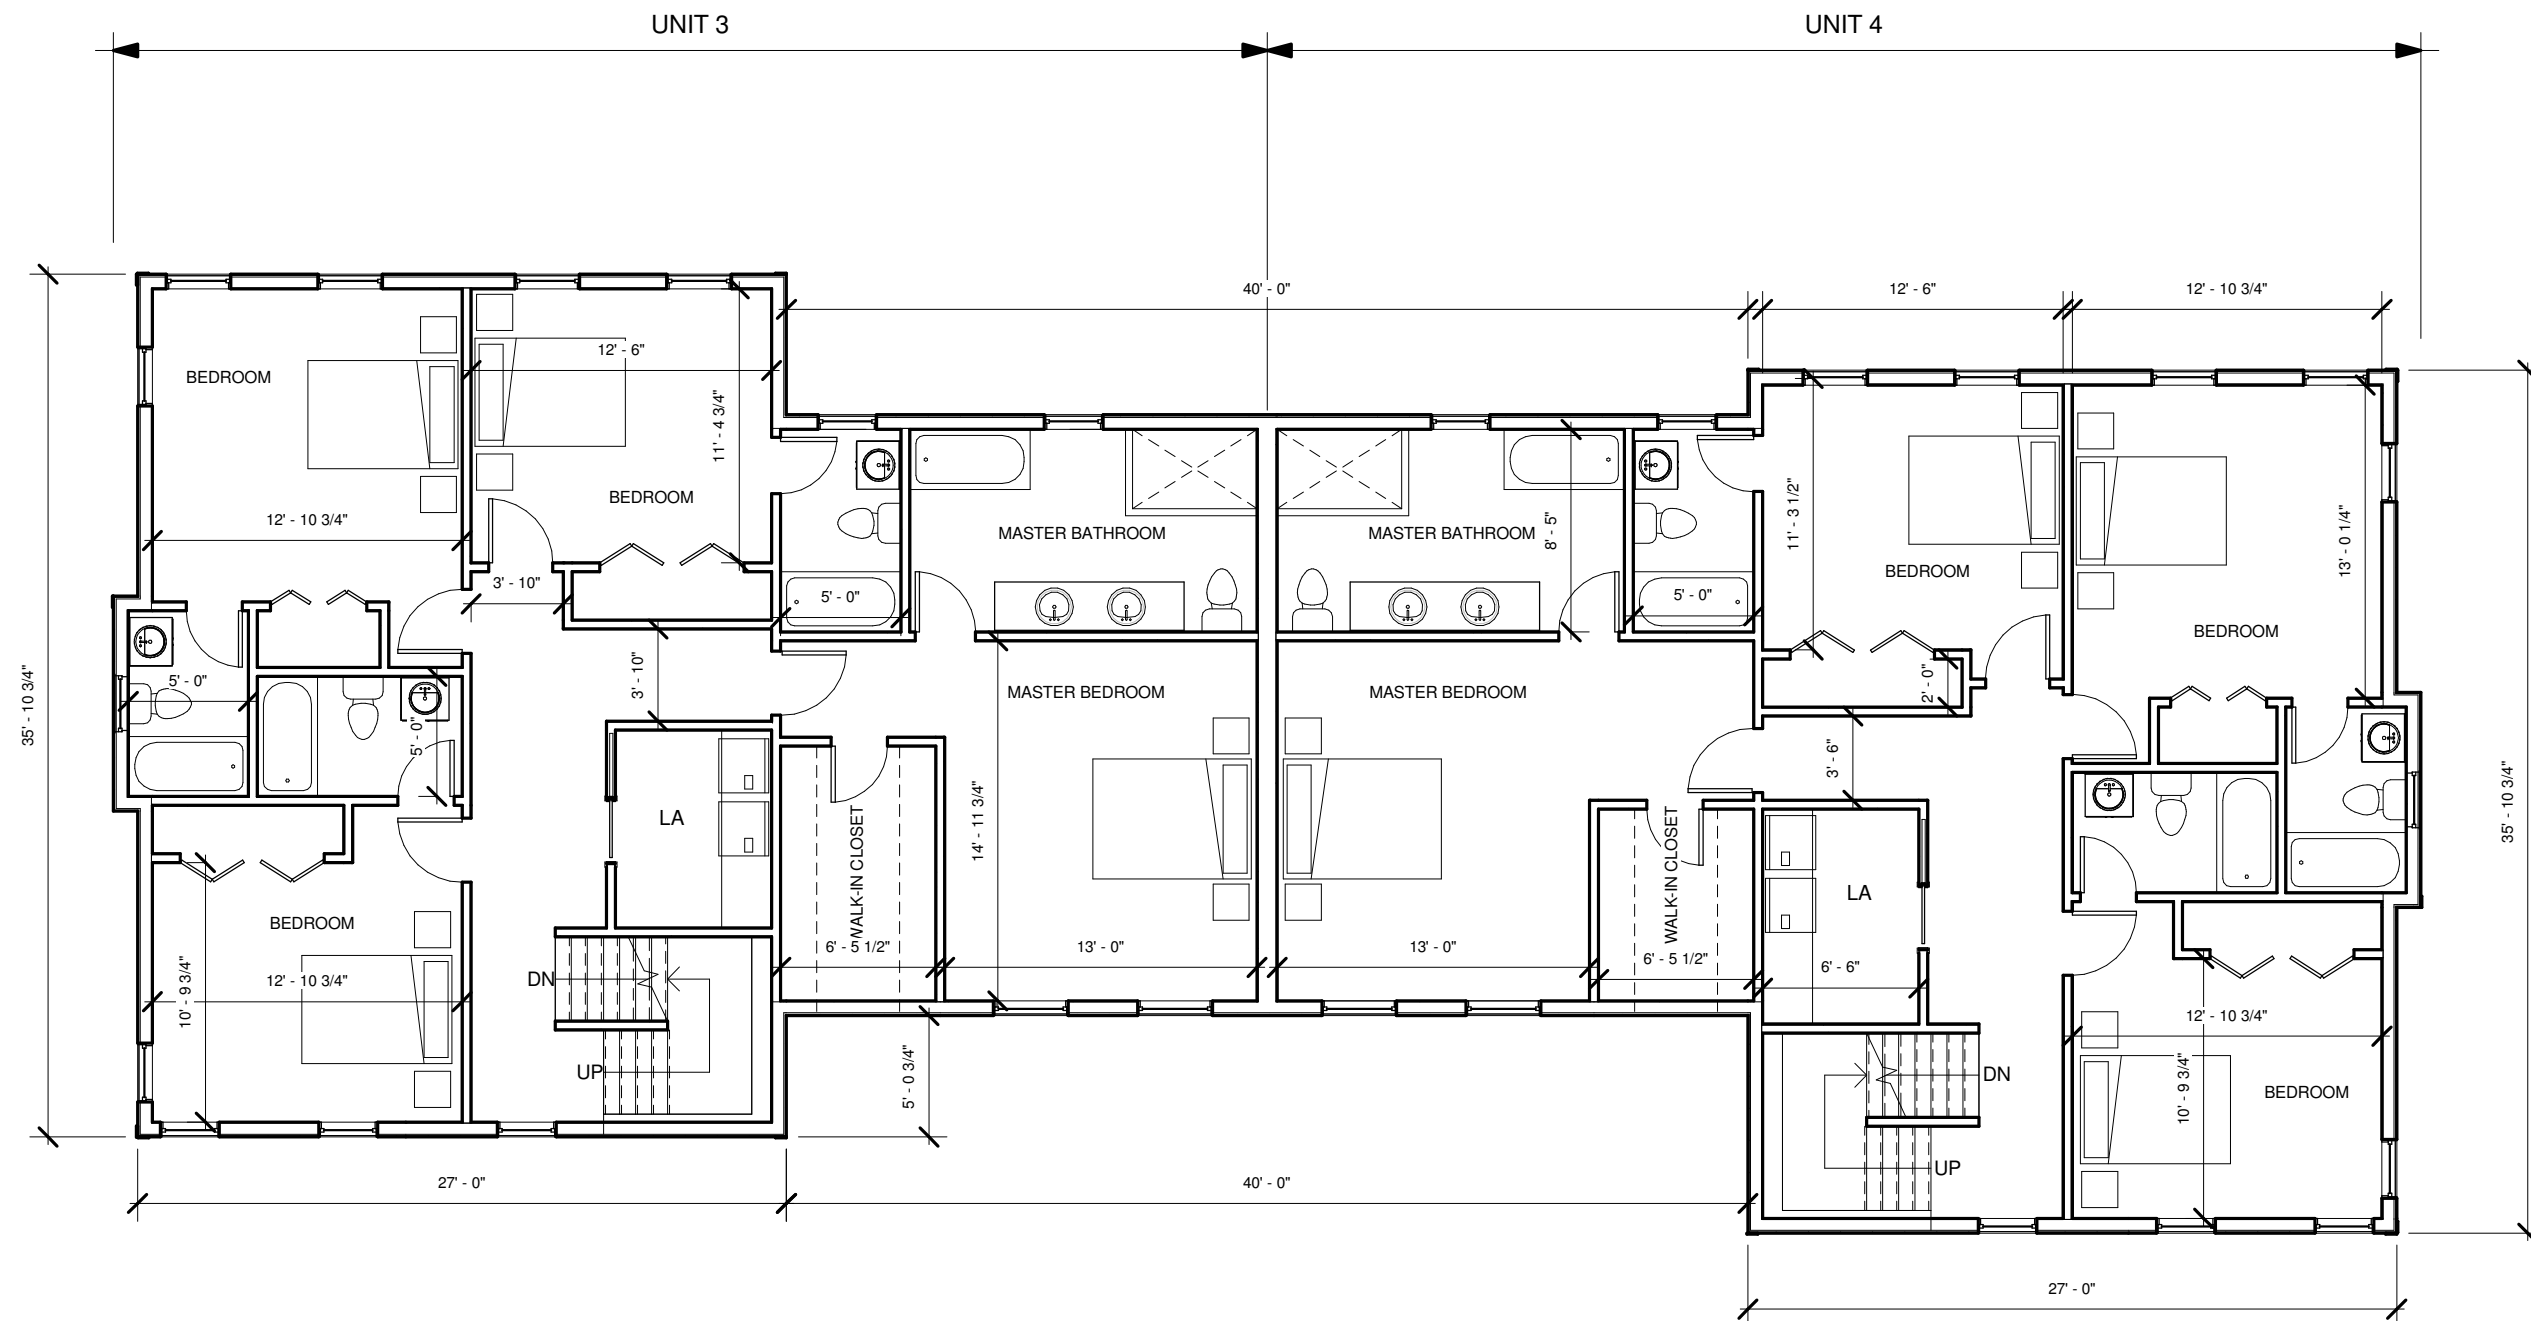 UNIT 3
UNIT 4
40' - 0"
12' - 6"
12' - 10 3/4"
12' - 6"
BEDROOM
11' - 4 3/4"
BEDROOM
12' - 10 3/4"
3' - 10"
5' - 0"
MASTER BATHROOM
MASTER BATHROOM
8' - 5"
5' - 0"
11' - 3 1/2"
BEDROOM
13' - 0 1/4"
BEDROOM
35' - 10 3/4"
5' - 0"
3' - 10"
5' - 0"
MASTER BEDROOM
MASTER BEDROOM
2' - 0"
3' - 6"
35' - 10 3/4"
LA
WALK-IN CLOSET
14' - 11 3/4"
WALK-IN CLOSET
LA
BEDROOM
12' - 10 3/4"
10' - 9 3/4"
DN
6' - 5 1/2"
13' - 0"
13' - 0"
6' - 5 1/2"
6' - 6"
12' - 10 3/4"
UP
5' - 0 3/4"
DN
10' - 9 3/4"
BEDROOM
UP
27' - 0"
40' - 0"
27' - 0"